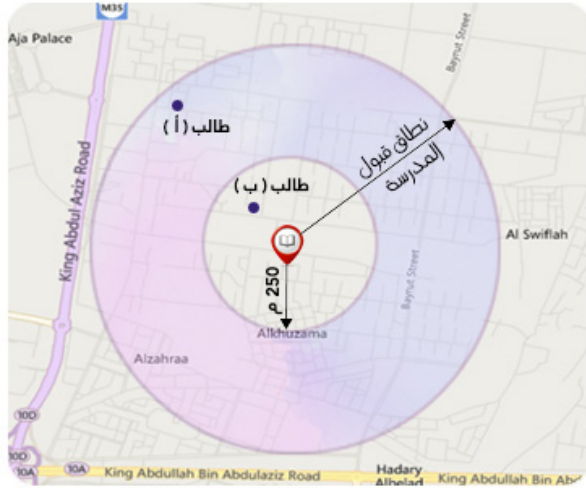 M35
Aja Palace
Bayrut Street
طالب ( أ )
نطاق قبول
المدرسة
طالب ( ب )
King Abdul Aziz Road
Al Swiflah
250 م
Bayrut Street
Alkhuzama
Alzahraa
10D
10D
10A
10A
King Abdullah Bin Abdulaziz Road
Hadary
Albelad
King Abdullah Bin Ab